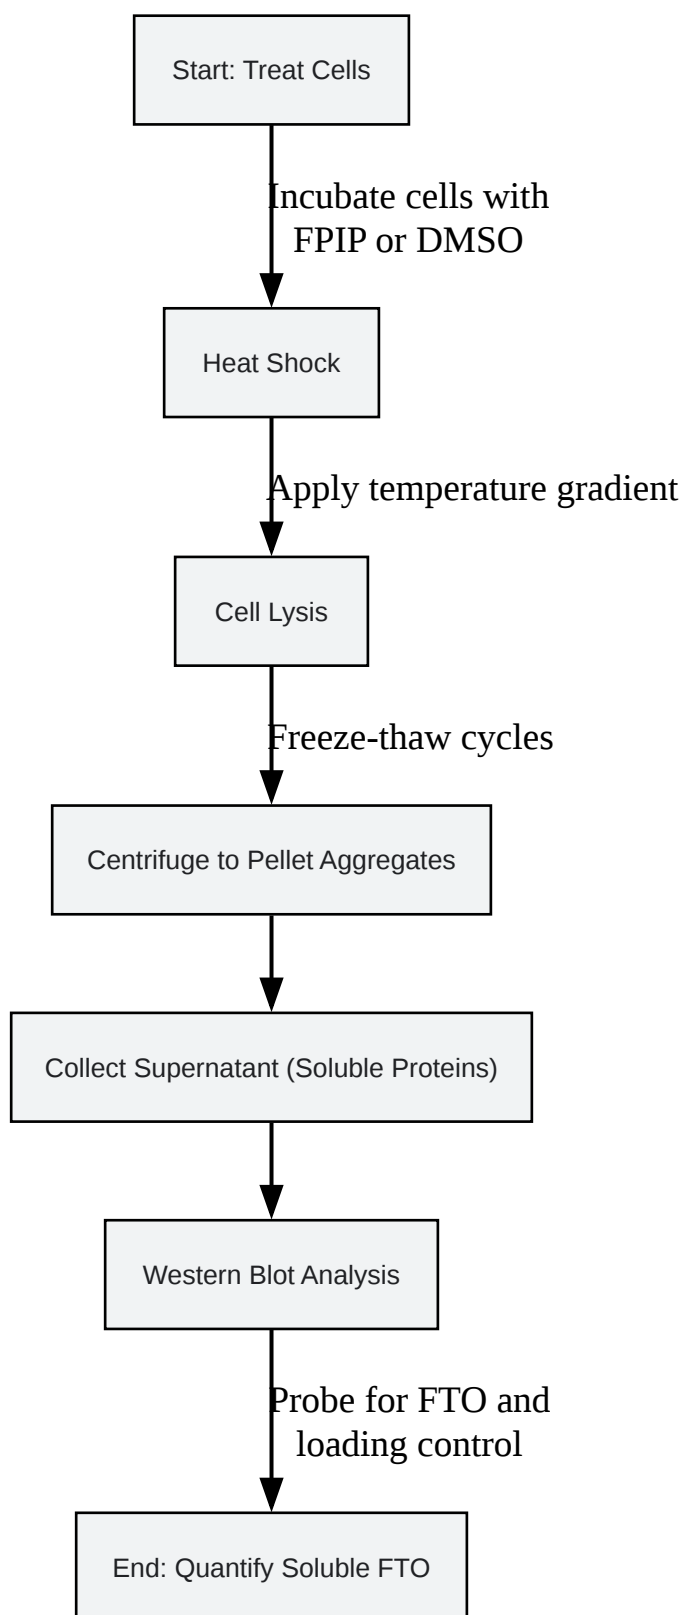 Start: Treat Cells
Incubate cells with
FPIP or DMSO
Heat Shock
Apply temperature gradient
Cell Lysis
Freeze-thaw cycles
Centrifuge to Pellet Aggregates
Collect Supernatant (Soluble Proteins)
Western Blot Analysis
Probe for FTO and
loading control
End: Quantify Soluble FTO